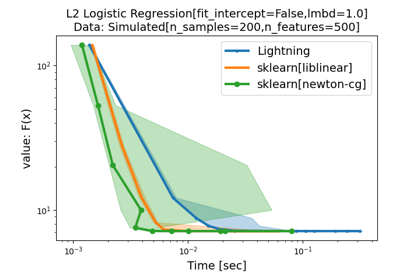 L2 Logistic Regression[fit_intercept=False,lmbd=1.0]
Data: Simulated[n_samples=200,n_features=500]
Lightning
sklearn[liblinear]
sklearn[newton-cg]
value: F(x)
10²
10¹
10⁻³
10⁻²
10⁻¹
Time [sec]